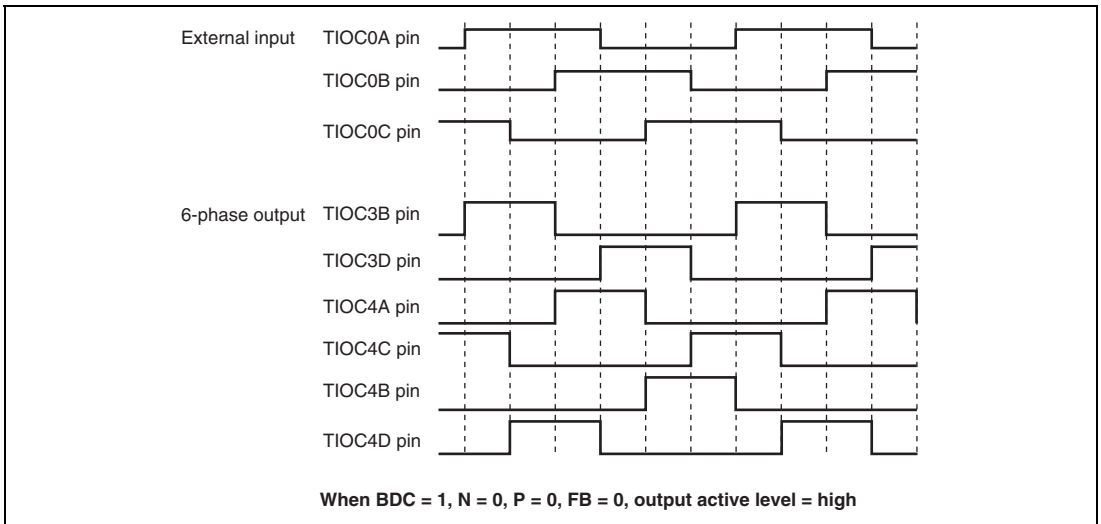 External input TIOC0A pin
TIOC0B pin
TIOC0C pin
6-phase output TIOC3B pin
TIOC3D pin
TIOC4A pin
TIOC4C pin
TIOC4B pin
TIOC4D pin
When BDC = 1, N = 0, P = 0, FB = 0, output active level = high